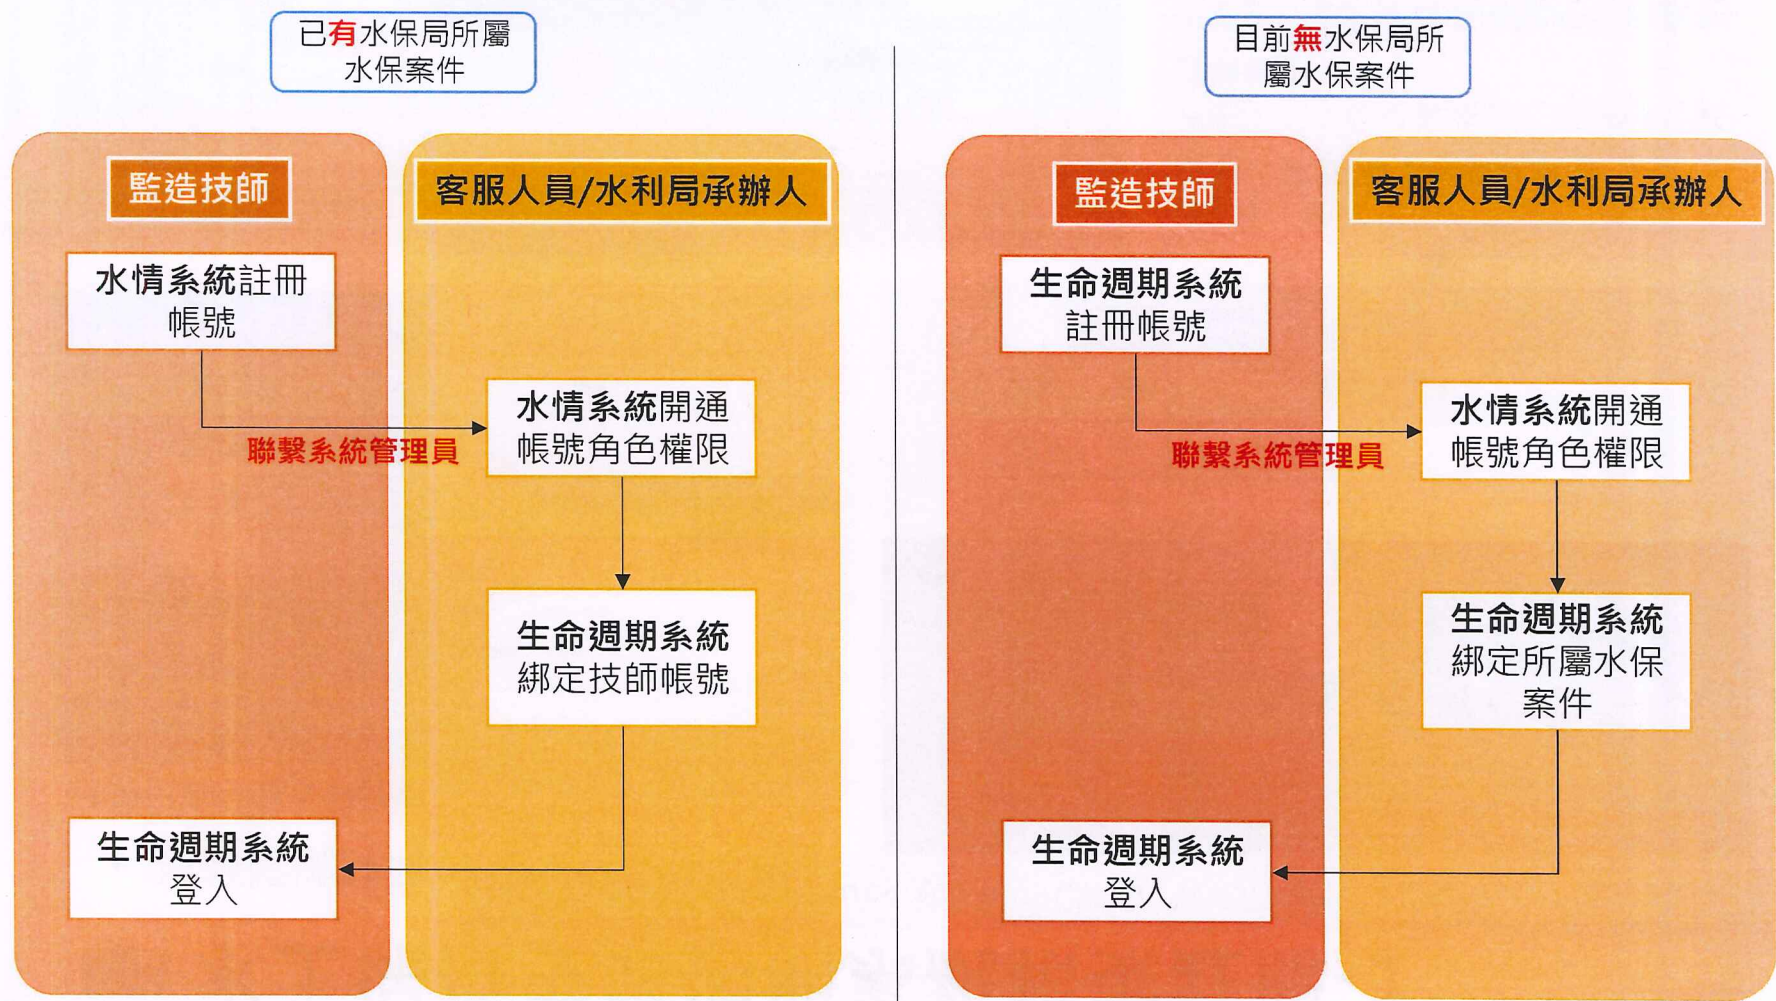 已有水保局所屬
水保案件
監造技師
客服人員/水利局承辦人
水情系統註冊
帳號
水情系統開通
帳號角色權限
聯繫系統管理員
生命週期系統
綁定技師帳號
生命週期系統
登入
目前無水保局所
屬水保案件
監造技師
客服人員/水利局承辦人
生命週期系統
註冊帳號
水情系統開通
帳號角色權限
聯繫系統管理員
生命週期系統
綁定所屬水保
案件
生命週期系統
登入